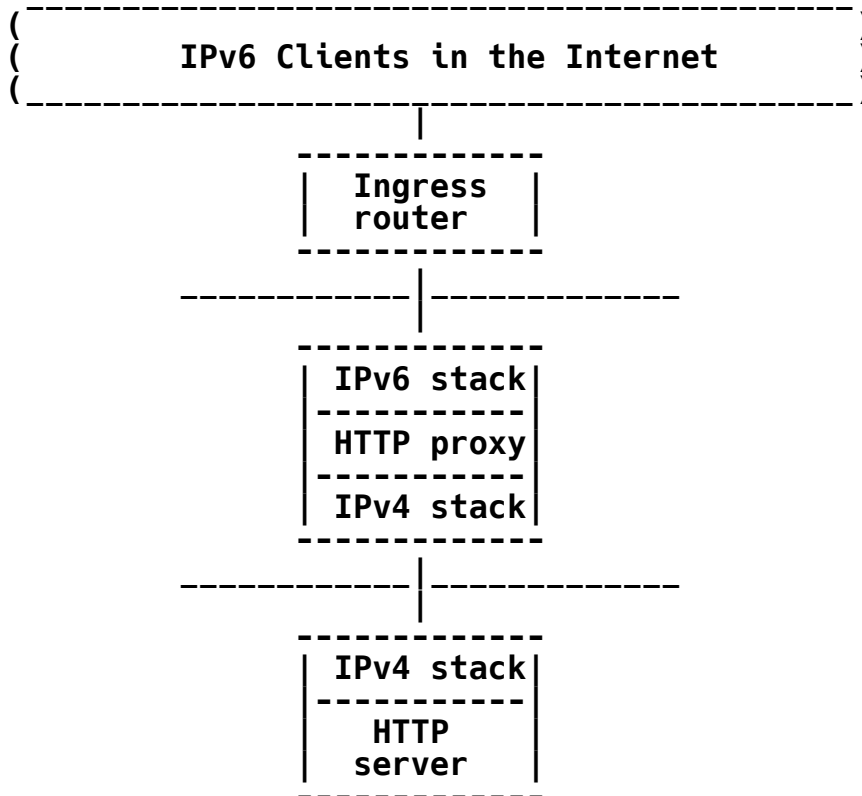 IPv6 Clients in the Internet
Ingress
router
IPv6 stack
HTTP proxy
IPv4 stack
IPv4 stack
HTTP
server